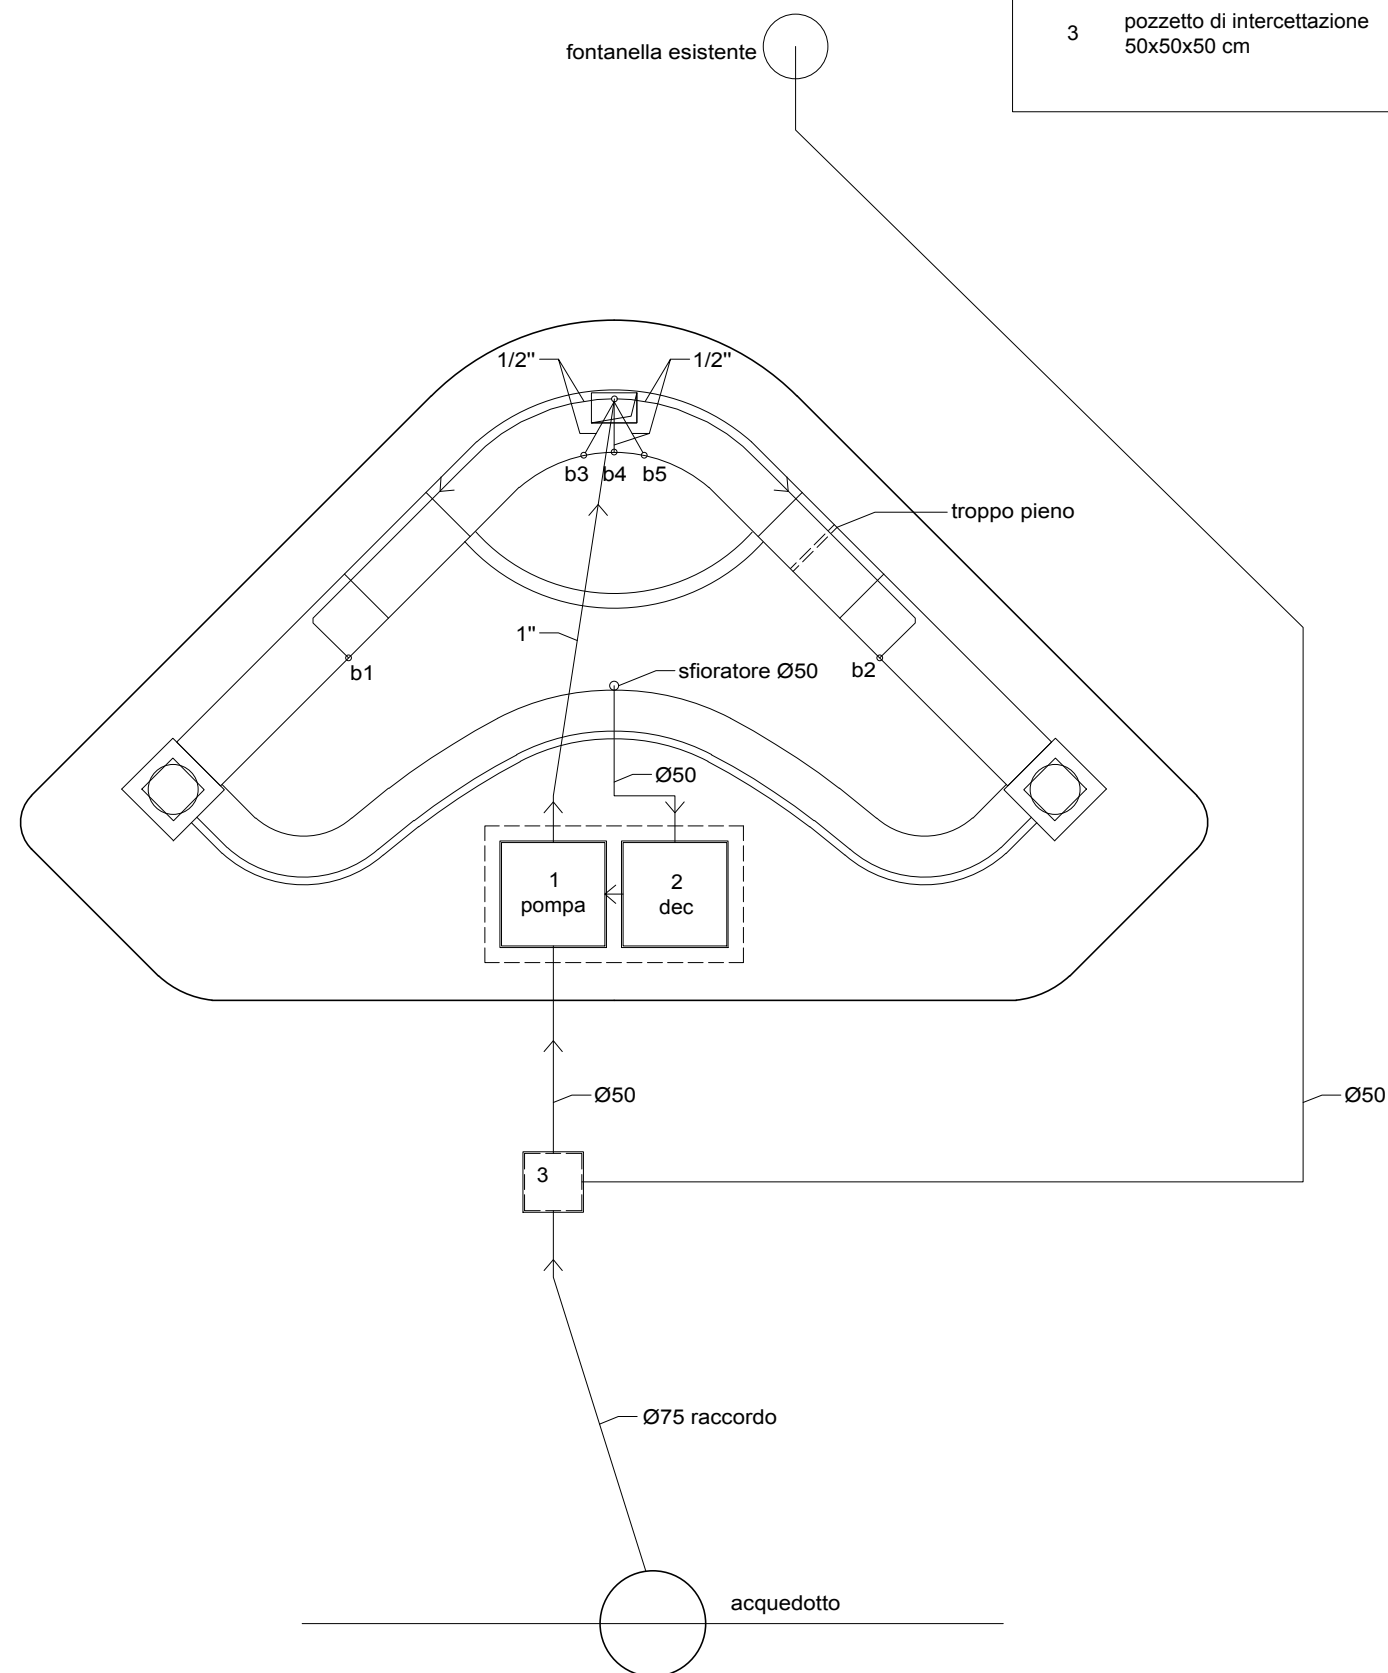 pozzetto di intercettazione
3
50x50x50 cm
fontanella esistente
1/2"
1/2"
b3 b4 b5
troppo pieno
1"
b1
sfioratore Ø50
b2
Ø50
1
pompa
2
dec
Ø50
Ø50
3
Ø75 raccordo
acquedotto